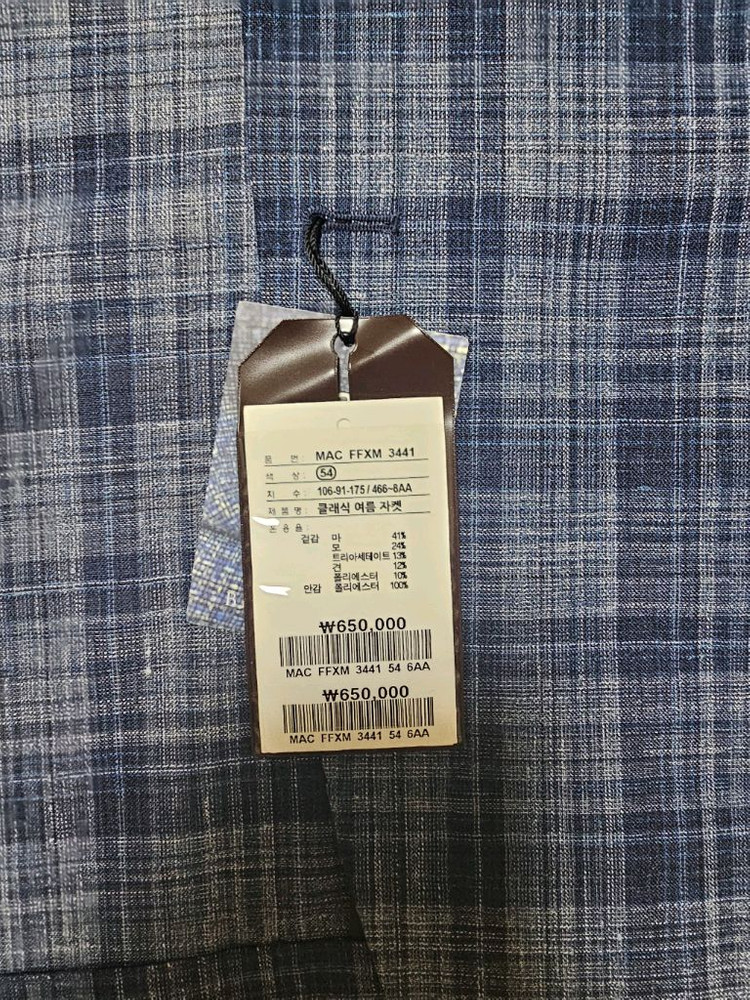 품 번: MAC FFXM 3441
색 상: 54
치 수: 106-91-175 / 466~6AA
제 품 명: 클래식 여름 자켓
혼 용 율:
겉감 마 41%
모 24%
트리아세테이트 13%
견 12%
폴리에스터 10%
안감 폴리에스터 100%
₩650,000
MAC FFXM 3441 54 6AA
₩650,000
MAC FFXM 3441 54 6AA